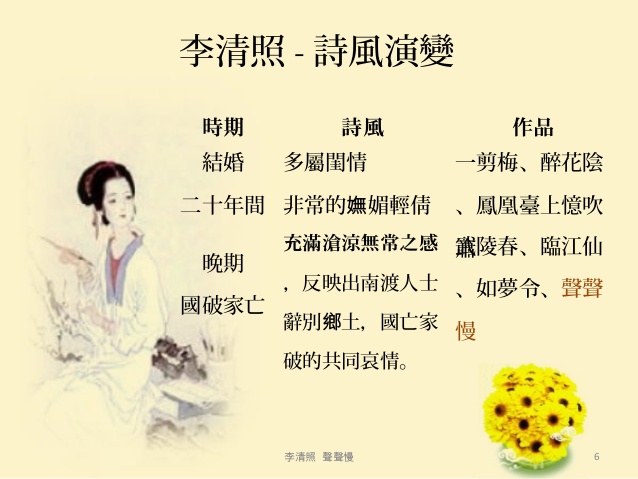 李清照 - 詩風演變
時期 詩風 作品
結婚 多屬閨情 一剪梅、醉花陰
二十年間 非常的嫵媚輕倩 、鳳凰臺上憶吹簫
晚期 充滿滄涼無常之感 武陵春、臨江仙
國破家亡 ，反映出南渡人士 、如夢令、聲聲
辭別鄉土，國亡家 慢
破的共同哀情。
李清照 聲聲慢 6